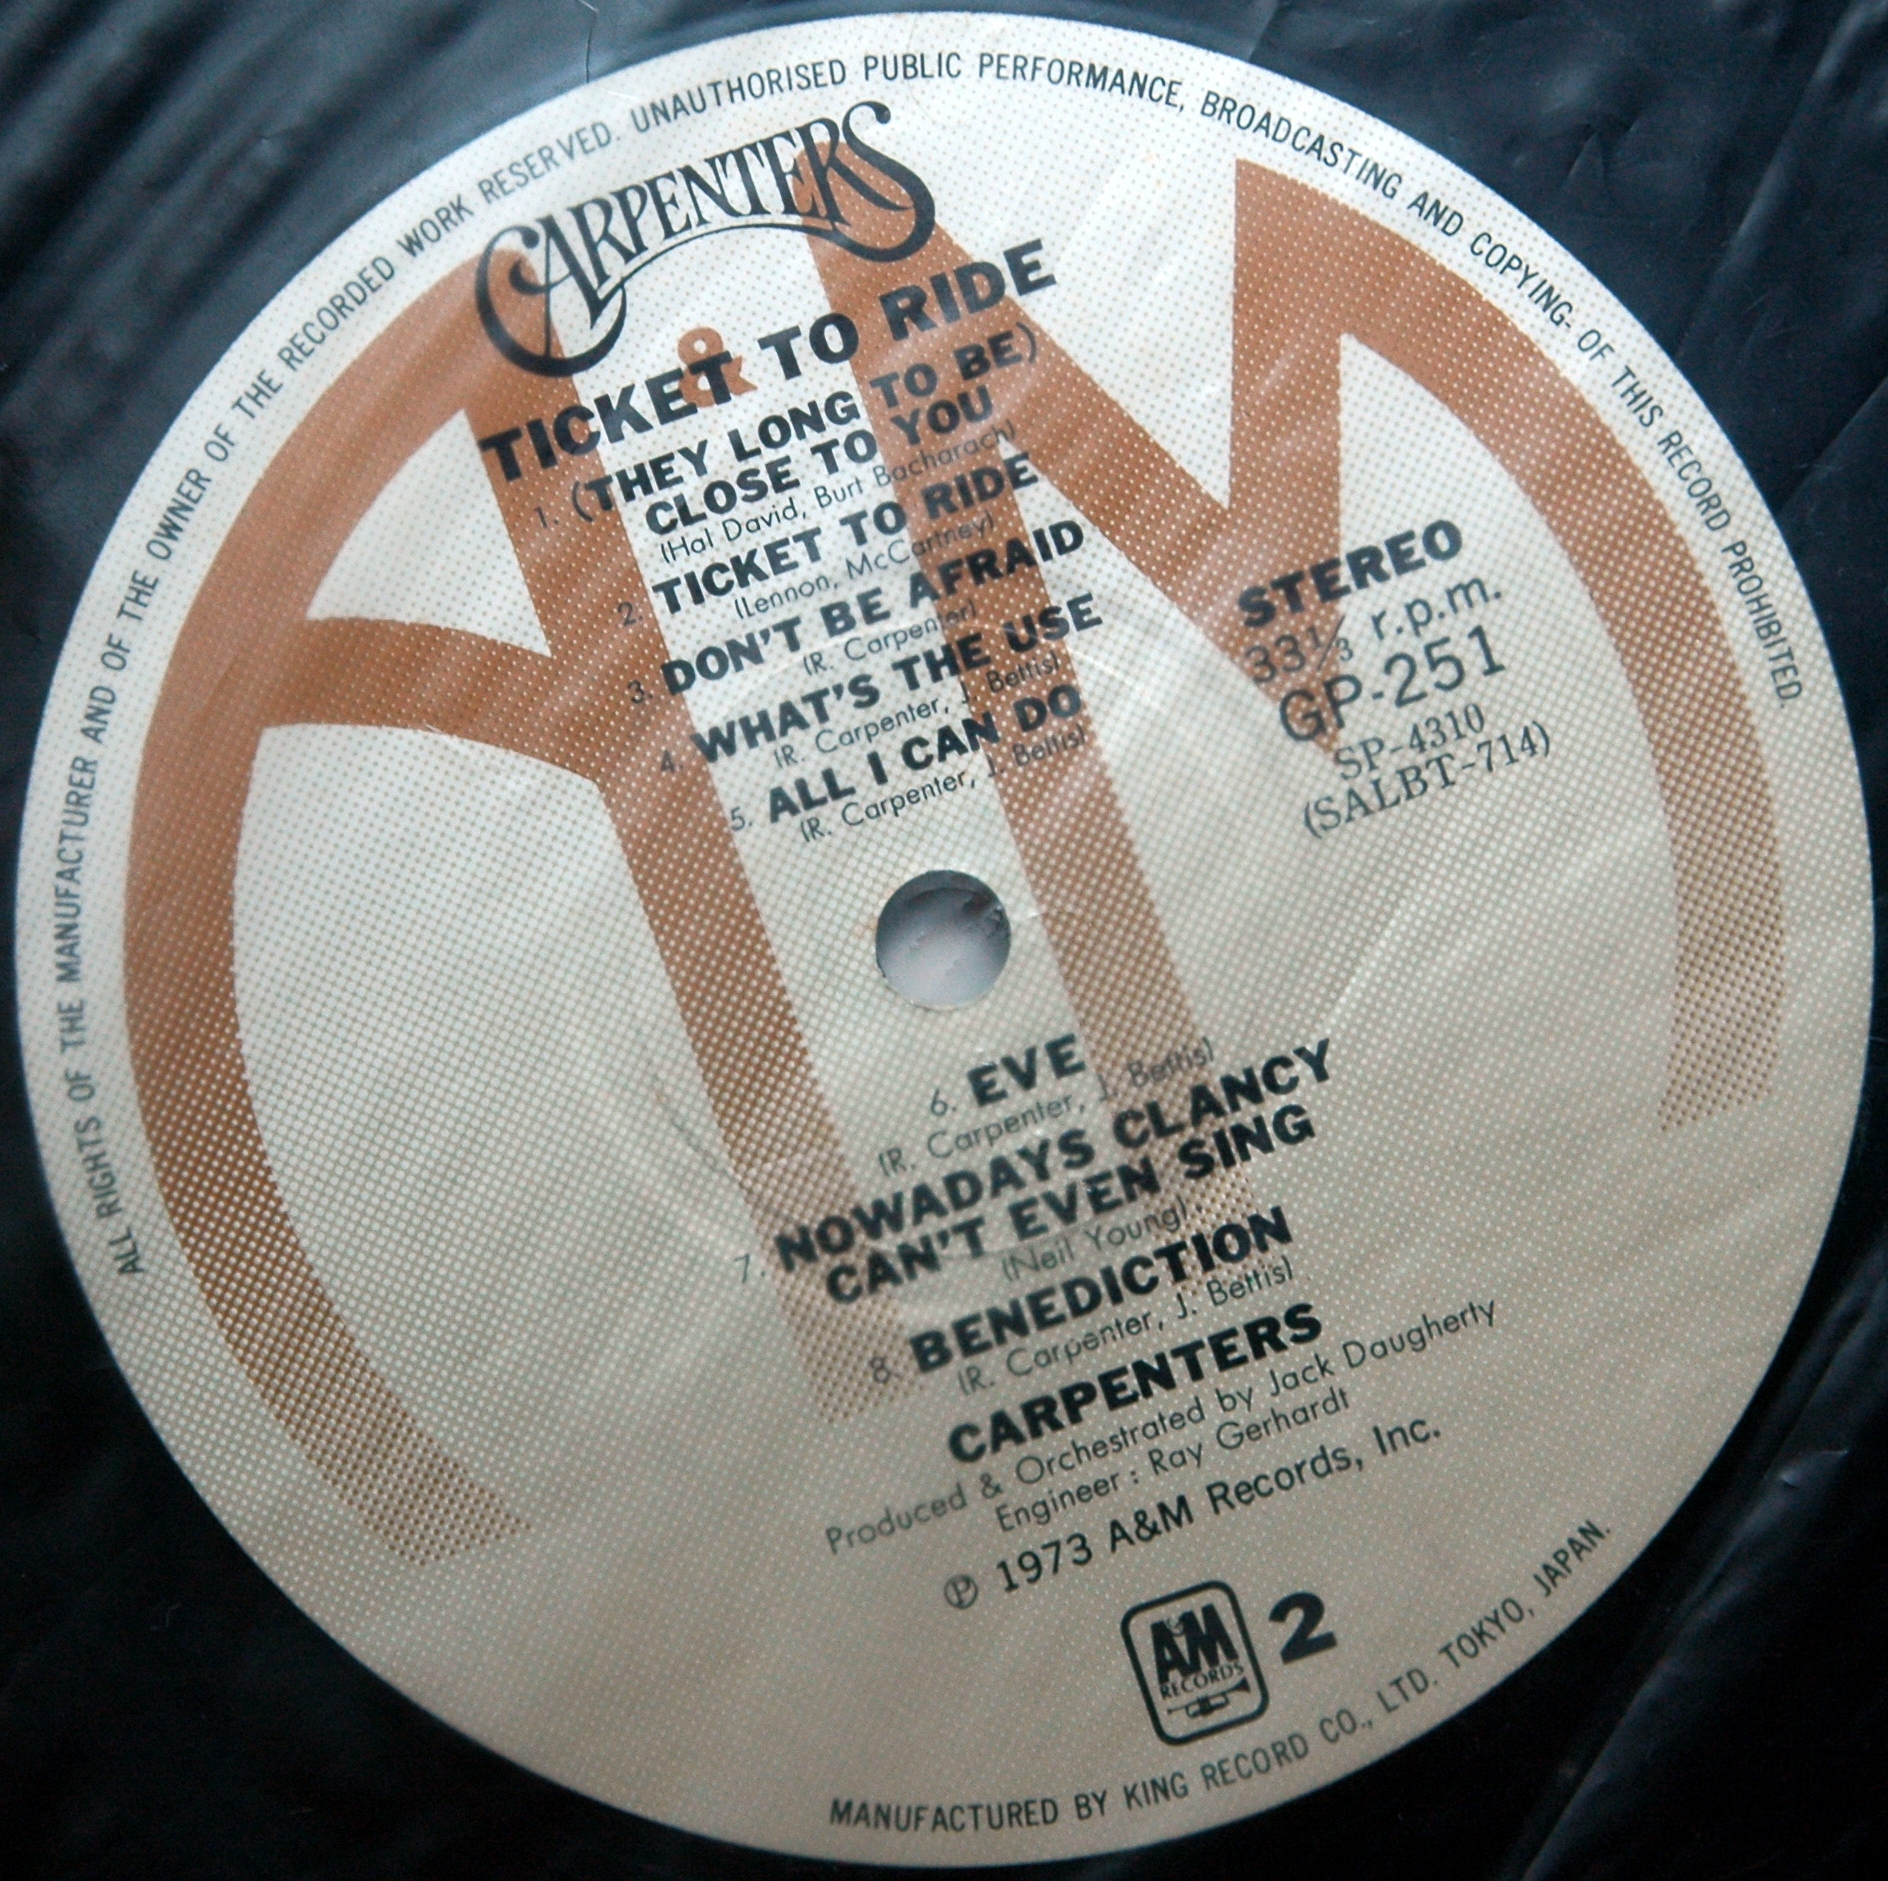 ALL RIGHTS OF THE MANUFACTURER AND OF THE OWNER OF THE RECORDED WORK RESERVED. UNAUTHORISED PUBLIC PERFORMANCE, BROADCASTING AND COPYING- OF THIS RECORD PROHIBITED.
CARPENTERS
&
TICKET TO RIDE
1. (THEY LONG TO BE)
CLOSE TO YOU
(Hal David, Burt Bacharach)
2. TICKET TO RIDE
(Lennon, McCartney)
3. DON'T BE AFRAID
(R. Carpenter)
4. WHAT'S THE USE
(R. Carpenter, J. Bettis)
5. ALL I CAN DO
(R. Carpenter, J. Bettis)
STEREO
33⅓ r.p.m.
GP-251
SP-4310
(SALBT-714)
6. EVE
(R. Carpenter, J. Bettis)
7. NOWADAYS CLANCY
CAN'T EVEN SING
(Neil Young)
8. BENEDICTION
(R. Carpenter, J. Bettis)
CARPENTERS
Produced & Orchestrated by Jack Daugherty
Engineer : Ray Gerhardt
℗ 1973 A&M Records, Inc.
A&M
RECORDS
2
MANUFACTURED BY KING RECORD CO., LTD. TOKYO, JAPAN.